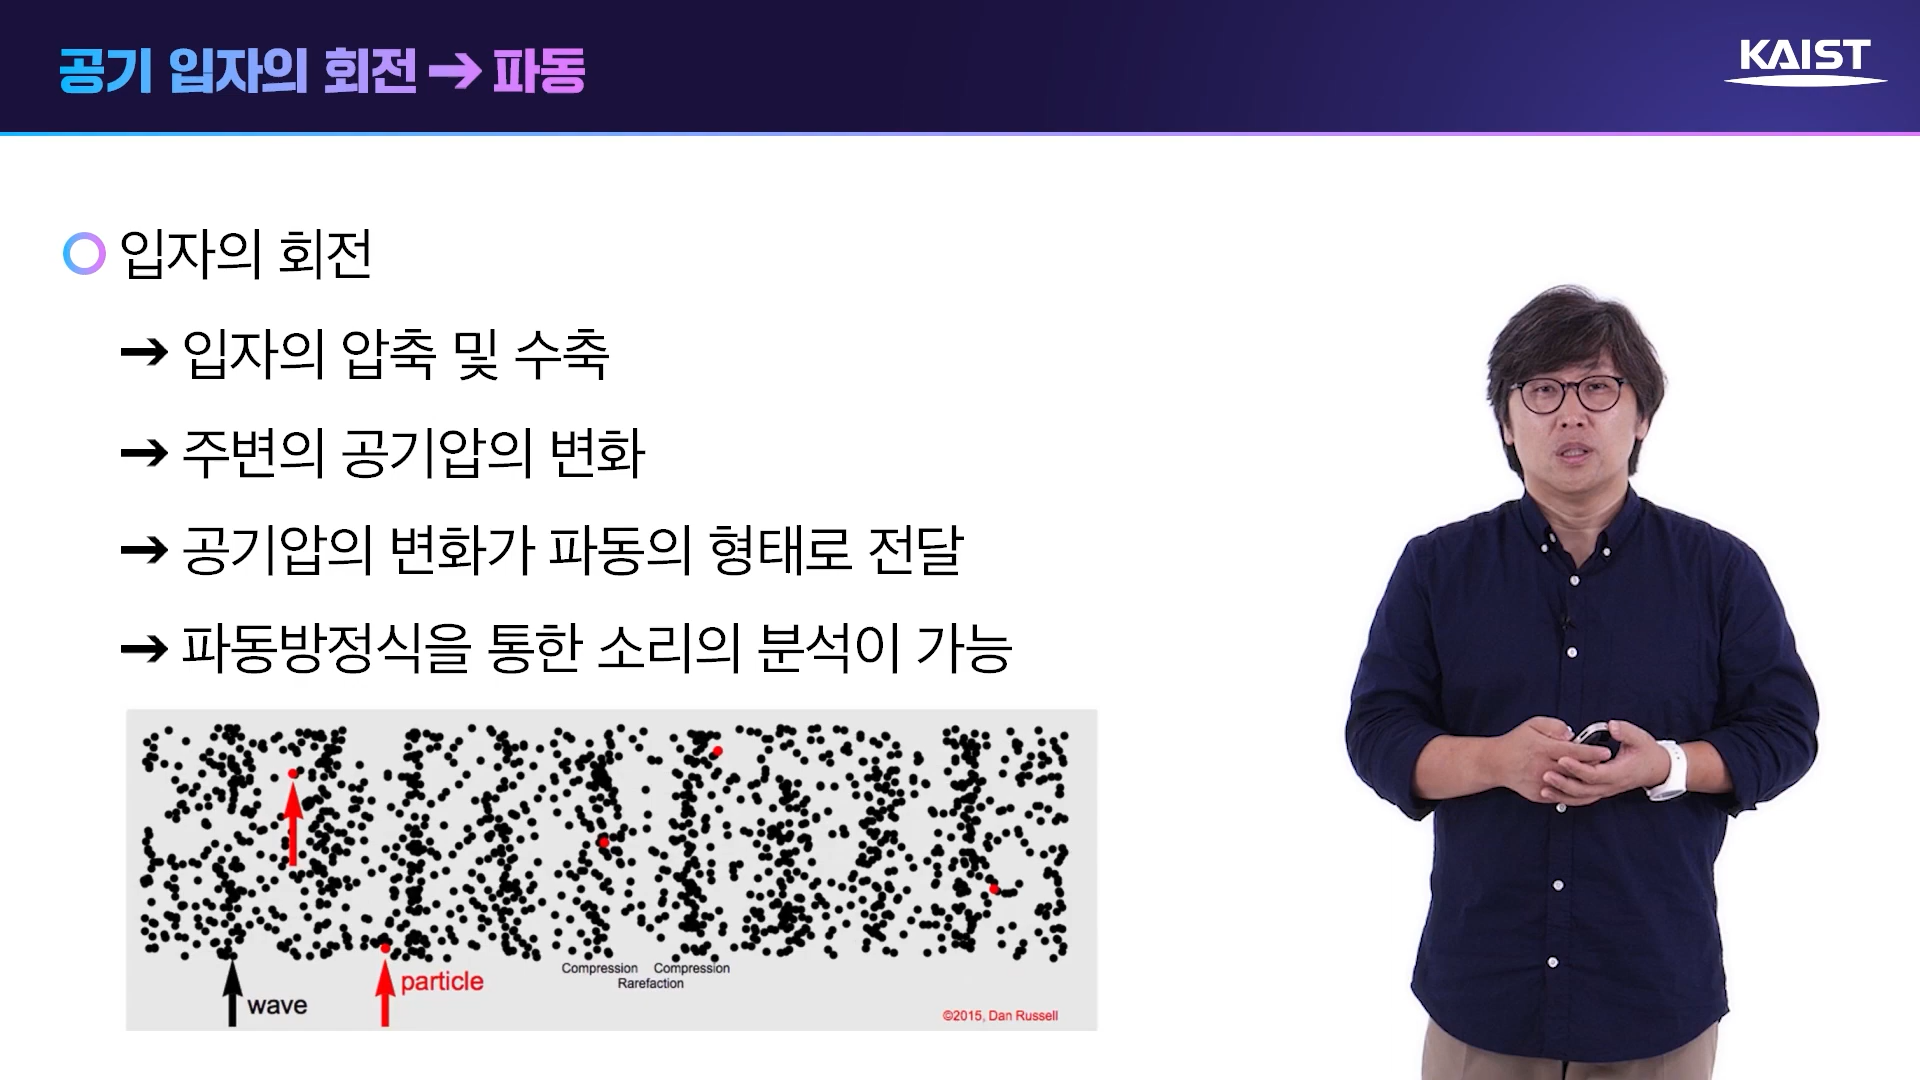 공기 입자의 회전 → 파동
KAIST
입자의 회전
→ 입자의 압축 및 수축
→ 주변의 공기압의 변화
→ 공기압의 변화가 파동의 형태로 전달
→ 파동방정식을 통한 소리의 분석이 가능
Compression Compression
Rarefaction
particle
wave
©2015, Dan Russell